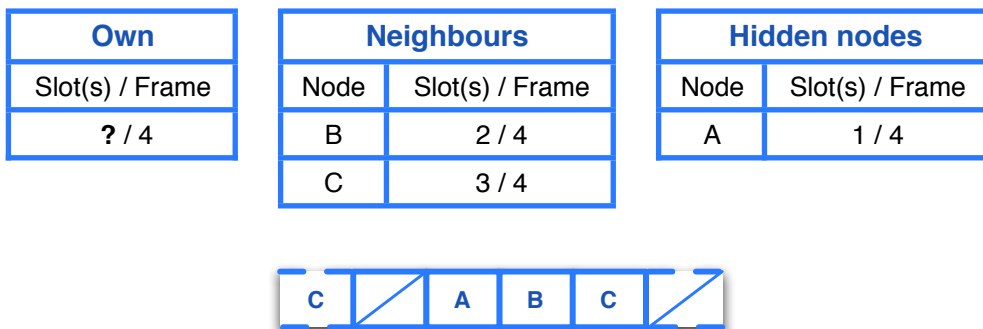 Own
Slot(s) / Frame
? / 4
Neighbours
Node Slot(s) / Frame
B 2 / 4
C 3 / 4
Hidden nodes
Node Slot(s) / Frame
A 1 / 4
C A B C